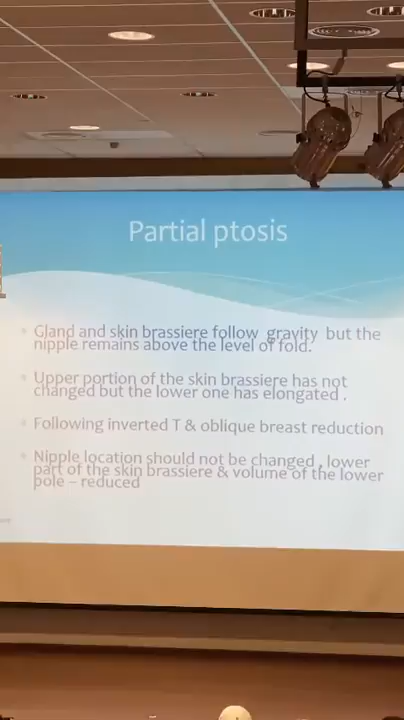 Partial ptosis
Gland and skin brassiere follow gravity but the
nipple remains above the level of fold.
Upper portion of the skin brassiere has not
changed but the lower one has elongated .
Following inverted T & oblique breast reduction
Nipple location should not be changed , lower
part of the skin brassiere & volume of the lower
pole – reduced